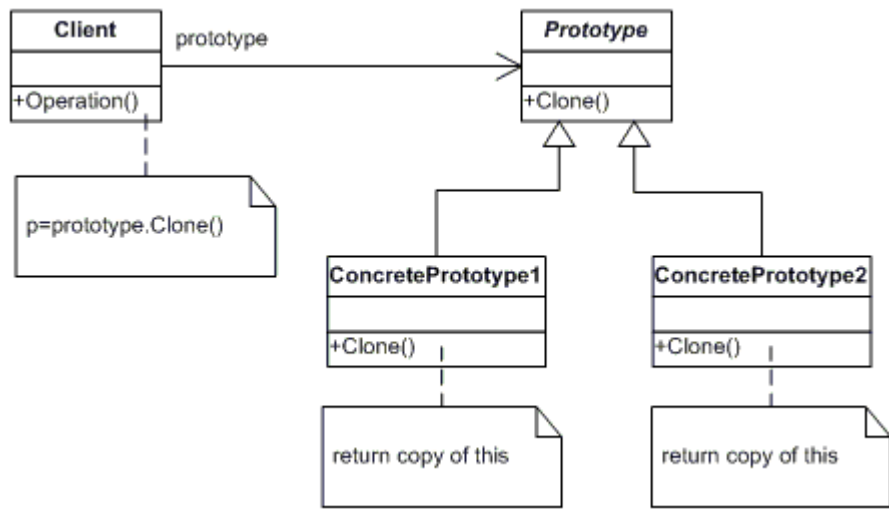 Client
prototype
Prototype
+Operation()
+Clone()
p=prototype.Clone()
ConcretePrototype1
ConcretePrototype2
+Clone()
+Clone()
return copy of this
return copy of this